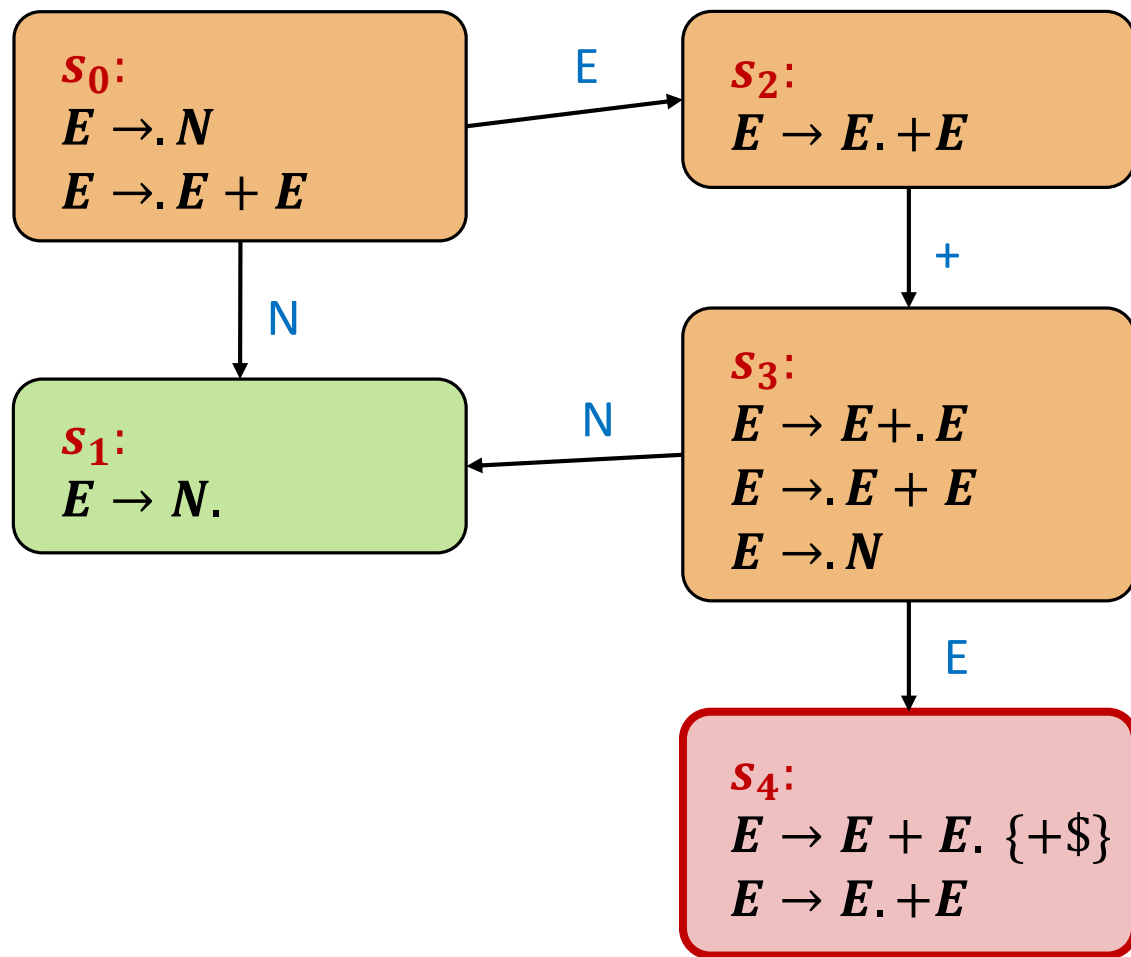 s₀:
E →. N
E →. E + E
E
s₂:
E → E. +E
N
+
s₁:
E → N.
N
s₃:
E → E+. E
E →. E + E
E →. N
E
s₄:
E → E + E. {+$}
E → E. +E